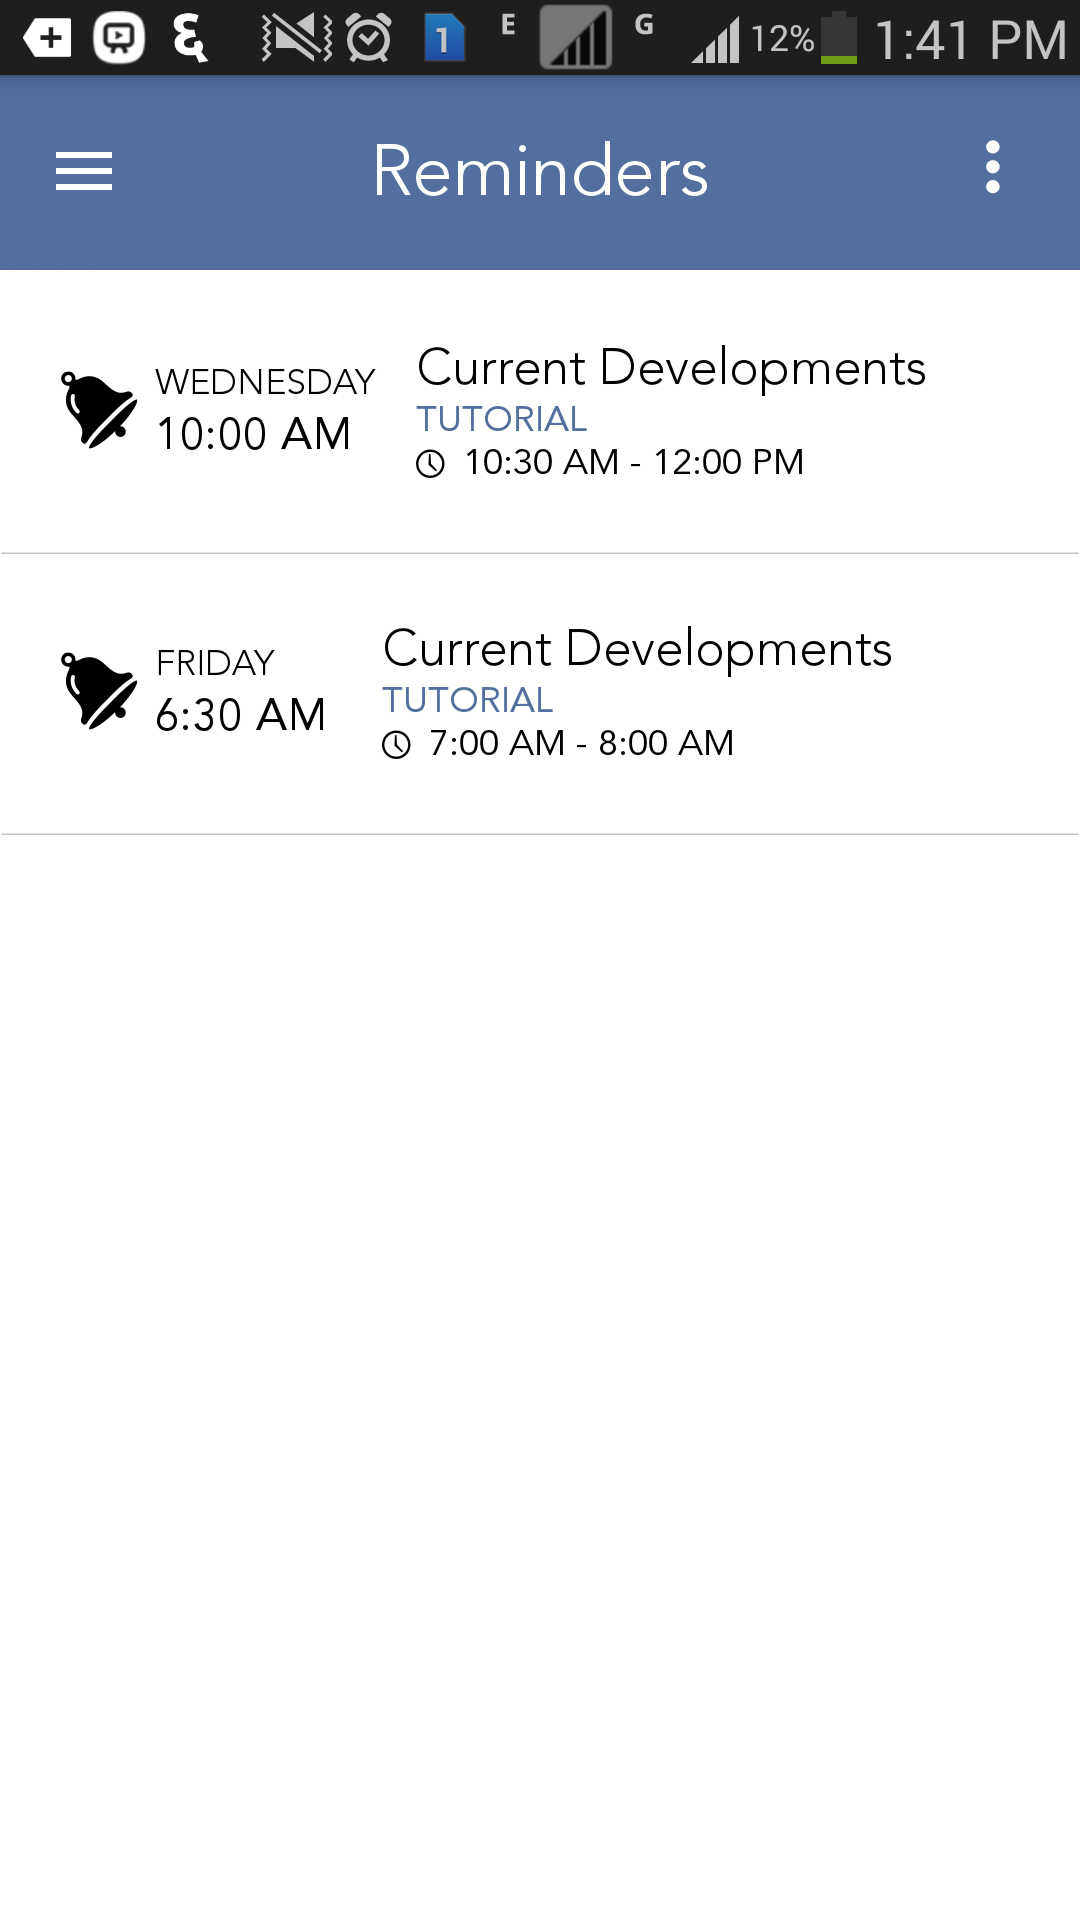 1 E G 12% 1:41 PM
Reminders
WEDNESDAY
10:00 AM
Current Developments
TUTORIAL
10:30 AM - 12:00 PM
FRIDAY
6:30 AM
Current Developments
TUTORIAL
7:00 AM - 8:00 AM